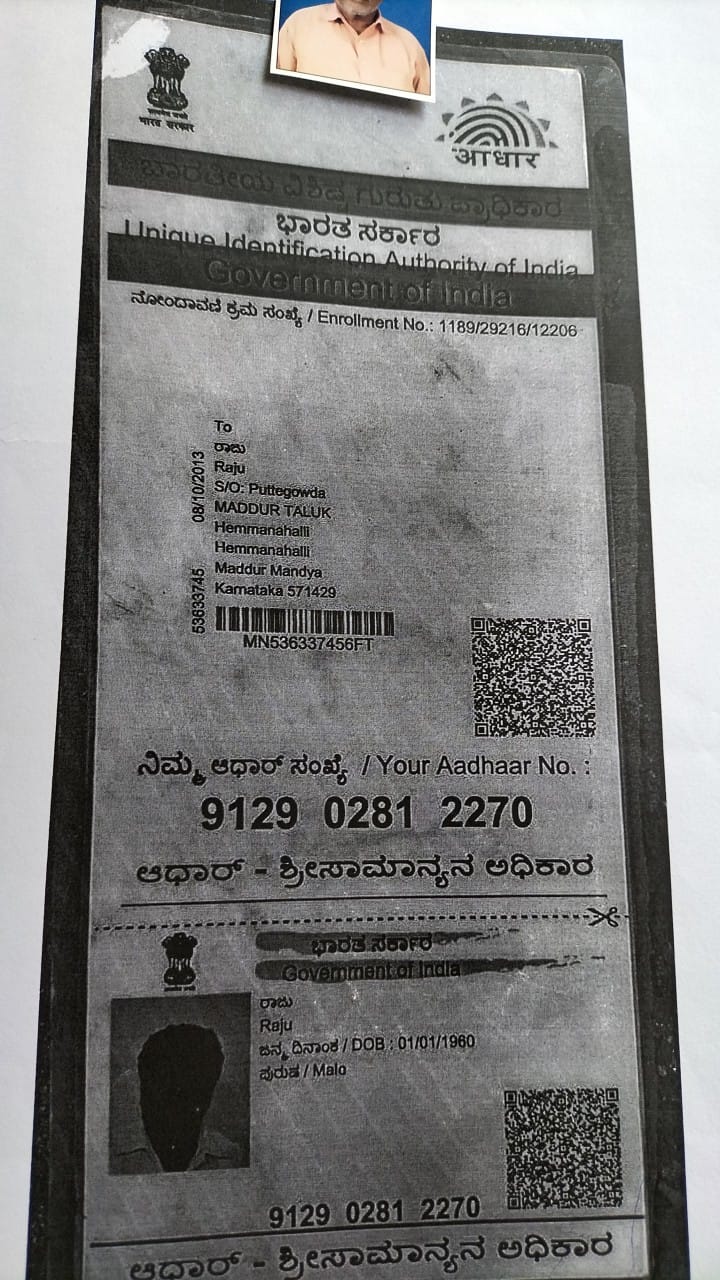 भारत सरकार
आधार
ಭಾರತೀಯ ವಿಶಿಷ್ಟ ಗುರುತು ಪ್ರಾಧಿಕಾರ
ಭಾರತ ಸರ್ಕಾರ
Unique Identification Authority of India
Government of India
ನೋಂದಾವಣೆ ಕ್ರಮ ಸಂಖ್ಯೆ / Enrollment No.: 1189/29216/12206
To
ರಾಜು
Raju
S/O: Puttegowda
MADDUR TALUK
Hemmanahalli
Hemmanahalli
Maddur Mandya
Karnataka 571429
08/10/2013
53633745
MN536337456FT
ನಿಮ್ಮ ಆಧಾರ್ ಸಂಖ್ಯೆ / Your Aadhaar No. :
9129 0281 2270
ಆಧಾರ್ - ಶ್ರೀಸಾಮಾನ್ಯನ ಅಧಿಕಾರ
ಭಾರತ ಸರ್ಕಾರ
Government of India
ರಾಜು
Raju
ಜನ್ಮ ದಿನಾಂಕ / DOB : 01/01/1960
ಪುರುಷ / Male
9129 0281 2270
ಆಧಾರ್ - ಶ್ರೀಸಾಮಾನ್ಯನ ಅಧಿಕಾರ